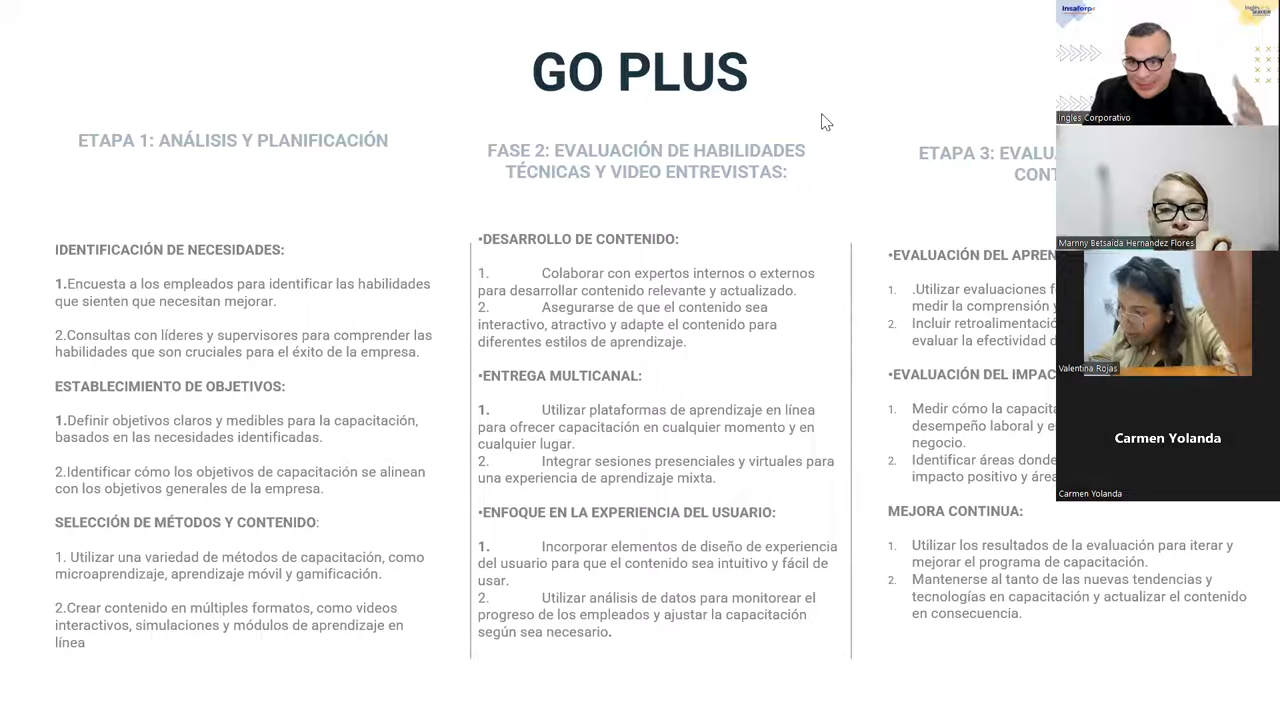 GO PLUS
ETAPA 1: ANÁLISIS Y PLANIFICACIÓN
IDENTIFICACIÓN DE NECESIDADES:
1.Encuesta a los empleados para identificar las habilidades
que sienten que necesitan mejorar.
2.Consultas con líderes y supervisores para comprender las
habilidades que son cruciales para el éxito de la empresa.
ESTABLECIMIENTO DE OBJETIVOS:
1.Definir objetivos claros y medibles para la capacitación,
basados en las necesidades identificadas.
2.Identificar cómo los objetivos de capacitación se alinean
con los objetivos generales de la empresa.
SELECCIÓN DE MÉTODOS Y CONTENIDO:
1. Utilizar una variedad de métodos de capacitación, como
microaprendizaje, aprendizaje móvil y gamificación.
2.Crear contenido en múltiples formatos, como videos
interactivos, simulaciones y módulos de aprendizaje en
línea
FASE 2: EVALUACIÓN DE HABILIDADES
TÉCNICAS Y VIDEO ENTREVISTAS:
•DESARROLLO DE CONTENIDO:
1. Colaborar con expertos internos o externos
para desarrollar contenido relevante y actualizado.
2. Asegurarse de que el contenido sea
interactivo, atractivo y adapte el contenido para
diferentes estilos de aprendizaje.
•ENTREGA MULTICANAL:
1. Utilizar plataformas de aprendizaje en línea
para ofrecer capacitación en cualquier momento y en
cualquier lugar.
2. Integrar sesiones presenciales y virtuales para
una experiencia de aprendizaje mixta.
•ENFOQUE EN LA EXPERIENCIA DEL USUARIO:
1. Incorporar elementos de diseño de experiencia
del usuario para que el contenido sea intuitivo y fácil de
usar.
2. Utilizar análisis de datos para monitorear el
progreso de los empleados y ajustar la capacitación
según sea necesario.
ETAPA 3: EVALU
CONT
•EVALUACIÓN DEL APREN
1. .Utilizar evaluaciones f
medir la comprensión y
2. Incluir retroalimentació
evaluar la efectividad d
•EVALUACIÓN DEL IMPAC
1. Medir cómo la capacita
desempeño laboral y e
negocio.
2. Identificar áreas donde
impacto positivo y área
MEJORA CONTINUA:
1. Utilizar los resultados de la evaluación para iterar y
mejorar el programa de capacitación.
2. Mantenerse al tanto de las nuevas tendencias y
tecnologías en capacitación y actualizar el contenido
en consecuencia.
Insaforp
Ingles Corporativo
Marnny Betsaida Hernandez Flores
Valentina Rojas
Carmen Yolanda
Carmen Yolanda